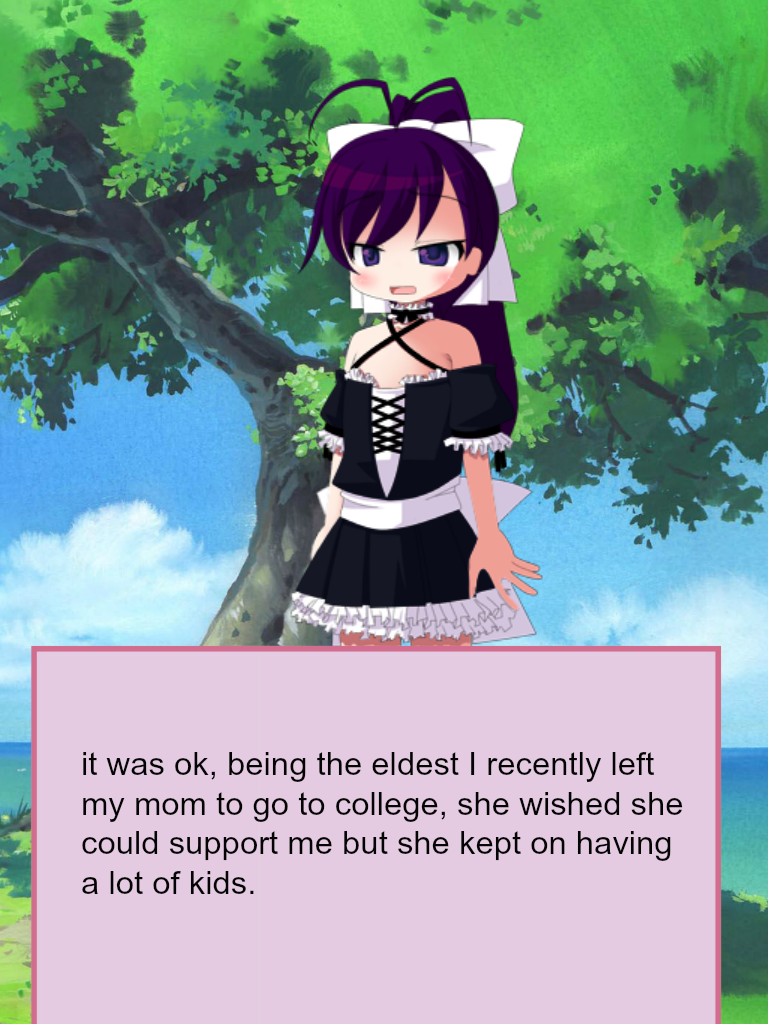 it was ok, being the eldest I recently left
my mom to go to college, she wished she
could support me but she kept on having
a lot of kids.